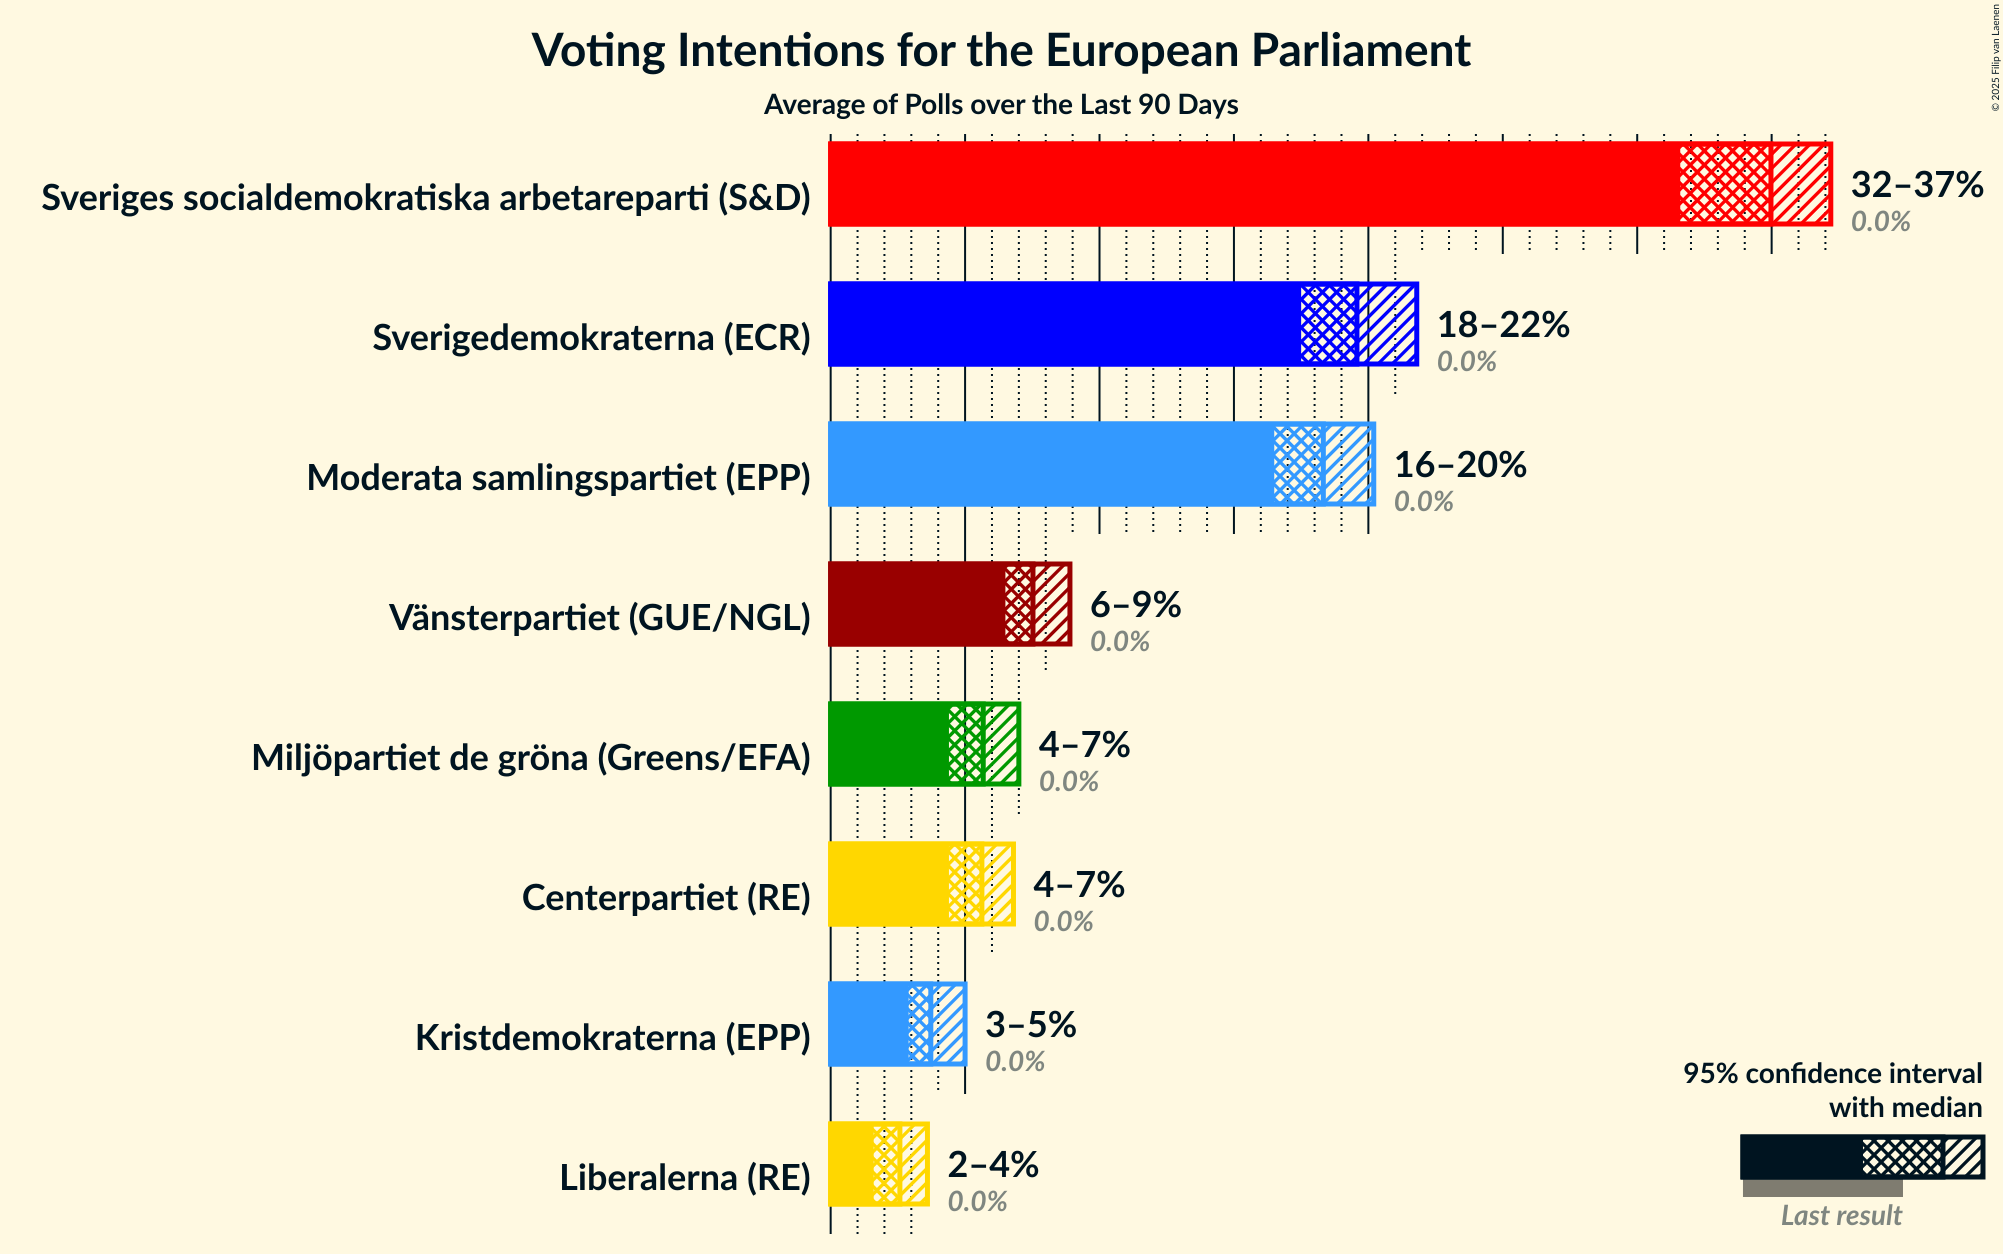 Voting Intentions for the European Parliament
Average of Polls over the Last 90 Days
© 2025 Filip van Laenen
Sveriges socialdemokratiska arbetareparti (S&D)
32–37%
0.0%
Sverigedemokraterna (ECR)
18–22%
0.0%
Moderata samlingspartiet (EPP)
16–20%
0.0%
Vänsterpartiet (GUE/NGL)
6–9%
0.0%
Miljöpartiet de gröna (Greens/EFA)
4–7%
0.0%
Centerpartiet (RE)
4–7%
0.0%
Kristdemokraterna (EPP)
3–5%
0.0%
Liberalerna (RE)
2–4%
0.0%
95% confidence interval
with median
Last result